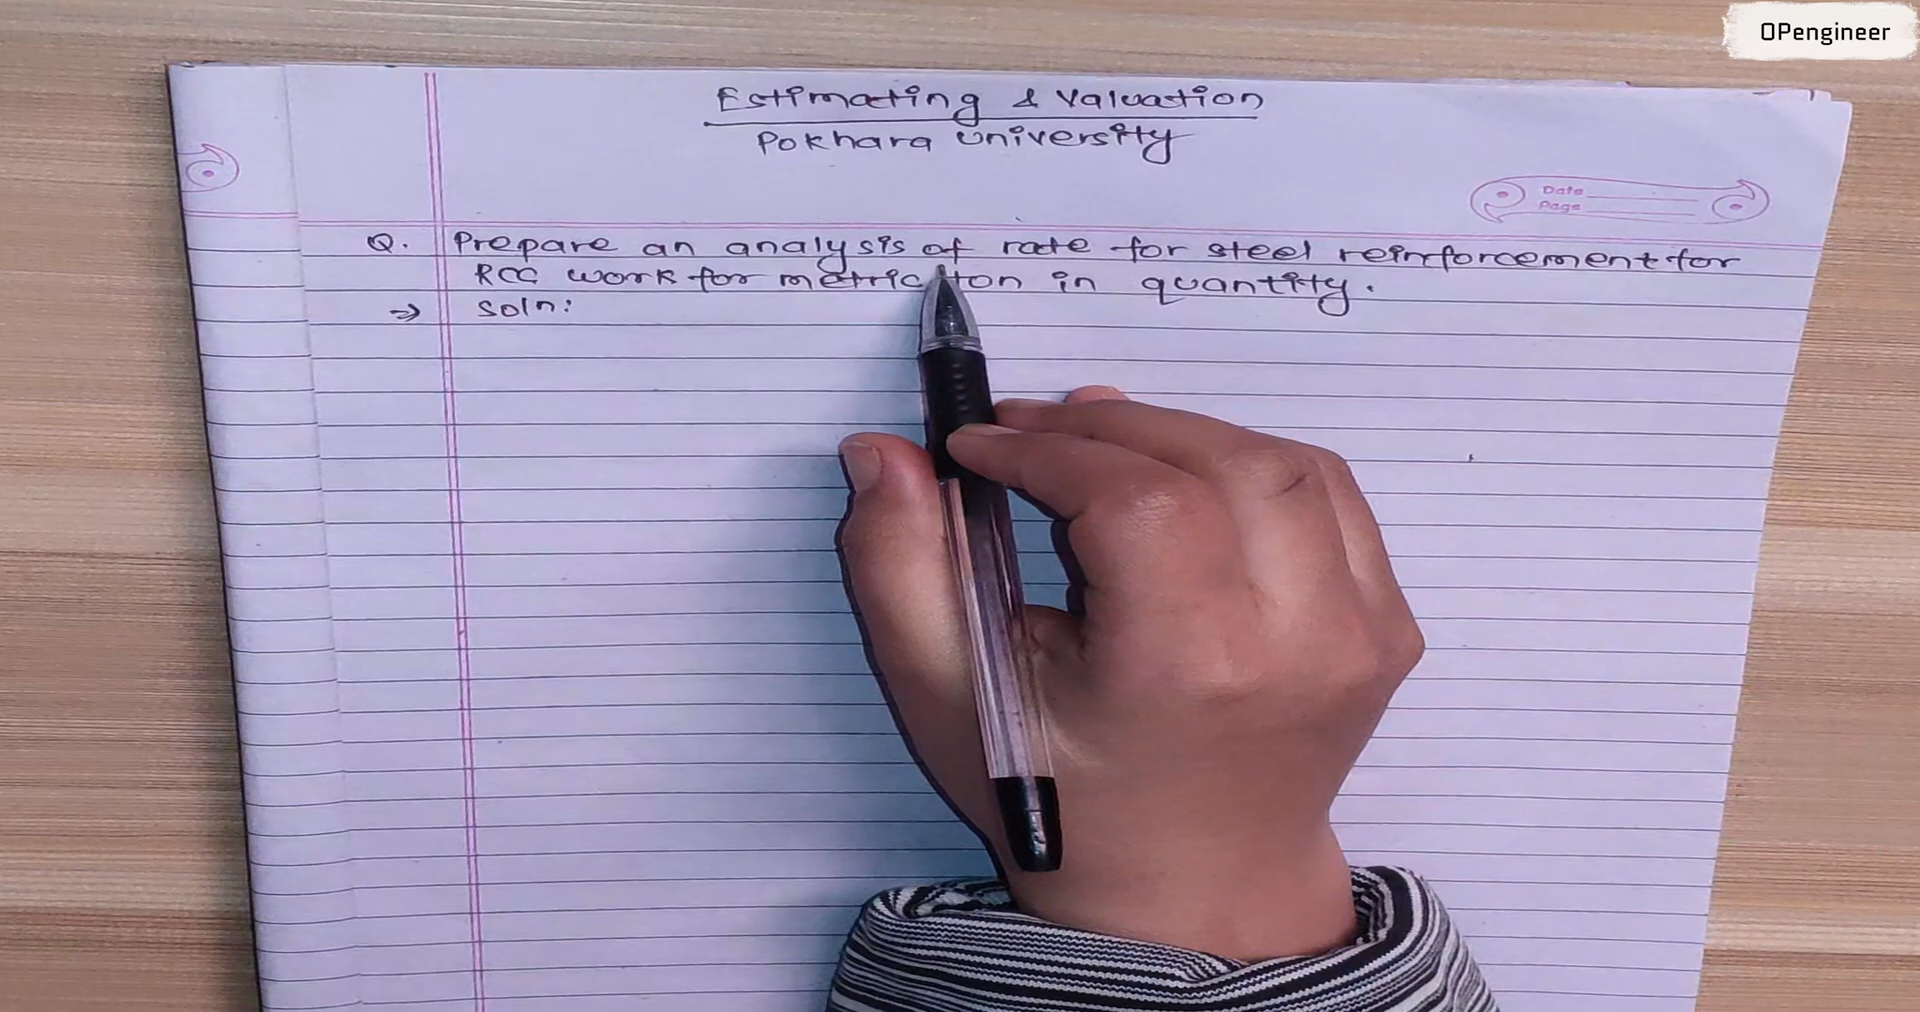 OPengineer
Estimating & Valuation
Pokhara University
Date
Page
Q. Prepare an analysis of rate for steel reinforcement for
RCC work for metric ton in quantity.
⇒ Soln: